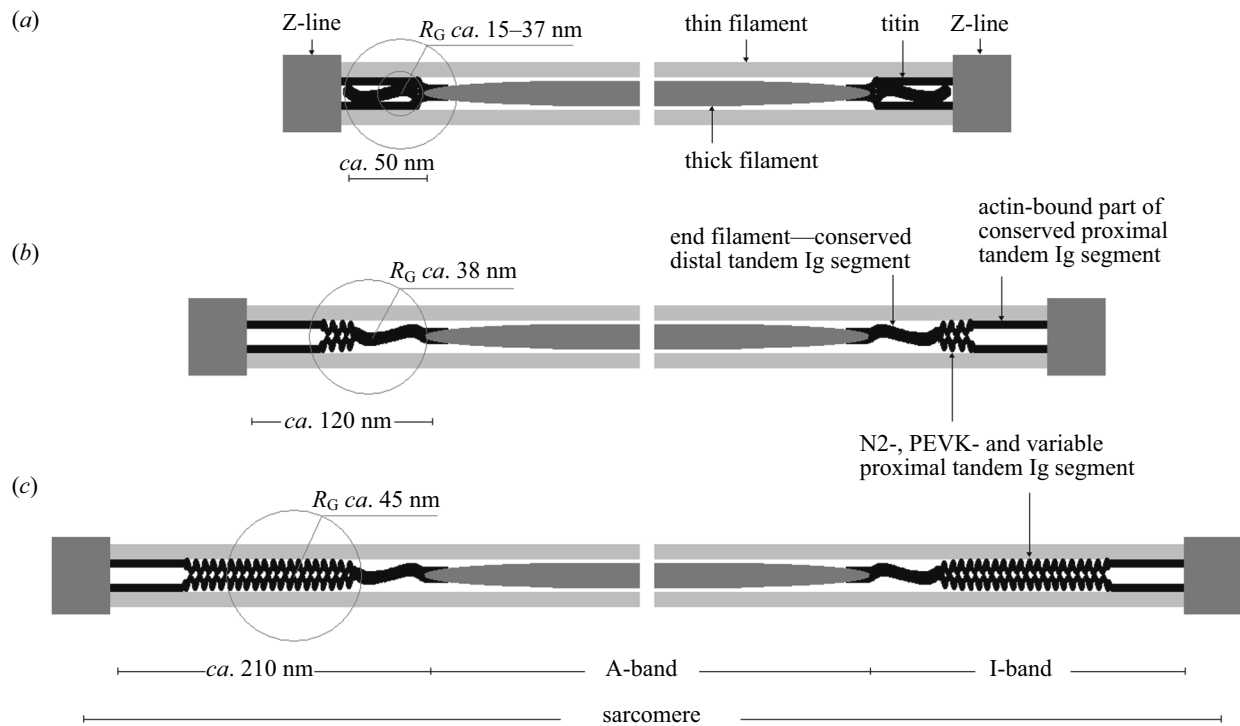 (a)
Z-line
R_G ca. 15–37 nm
thin filament
titin
Z-line
ca. 50 nm
thick filament
(b)
R_G ca. 38 nm
end filament—conserved
distal tandem Ig segment
actin-bound part of
conserved proximal
tandem Ig segment
ca. 120 nm
N2-, PEVK- and variable
proximal tandem Ig segment
(c)
R_G ca. 45 nm
ca. 210 nm
A-band
I-band
sarcomere